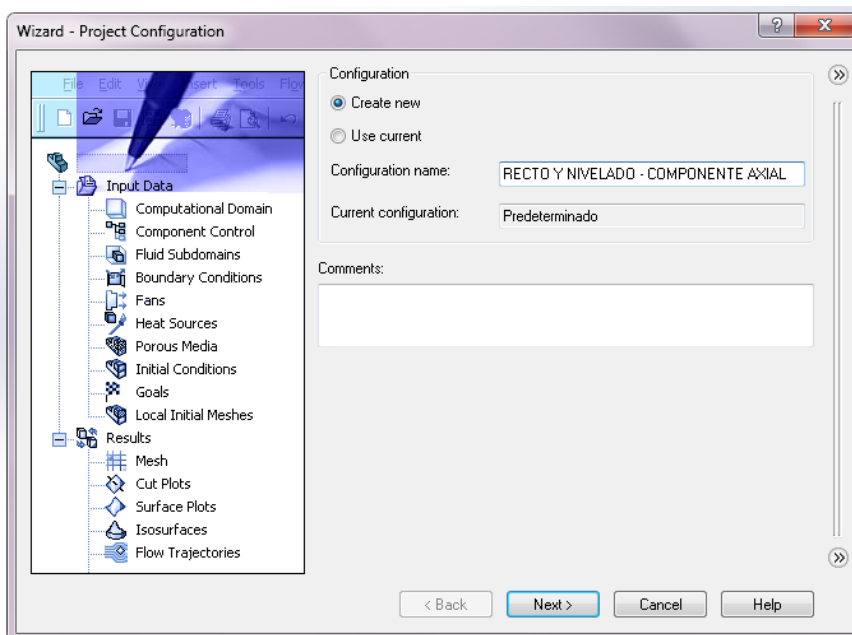 Wizard - Project Configuration
?
File Edit View Insert Tools Flow
Input Data
Computational Domain
Component Control
Fluid Subdomains
Boundary Conditions
Fans
Heat Sources
Porous Media
Initial Conditions
Goals
Local Initial Meshes
Results
Mesh
Cut Plots
Surface Plots
Isosurfaces
Flow Trajectories
Configuration
Create new
Use current
Configuration name: RECTO Y NIVELADO - COMPONENTE AXIAL
Current configuration: Predeterminado
Comments:
< Back Next > Cancel Help